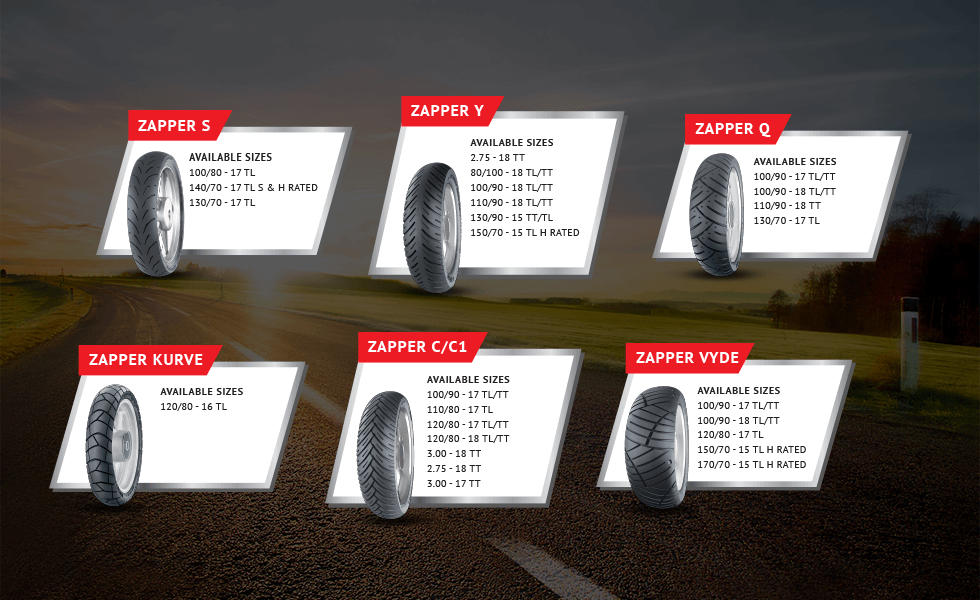 ZAPPER S
AVAILABLE SIZES
100/80 - 17 TL
140/70 - 17 TL S & H RATED
130/70 - 17 TL
ZAPPER Y
AVAILABLE SIZES
2.75 - 18 TT
80/100 - 18 TL/TT
100/90 - 18 TL/TT
110/90 - 18 TL/TT
130/90 - 15 TT/TL
150/70 - 15 TL H RATED
ZAPPER Q
AVAILABLE SIZES
100/90 - 17 TL/TT
100/90 - 18 TL/TT
110/90 - 18 TT
130/70 - 17 TL
ZAPPER KURVE
AVAILABLE SIZES
120/80 - 16 TL
ZAPPER C/C1
AVAILABLE SIZES
100/90 - 17 TL/TT
110/80 - 17 TL
120/80 - 17 TL/TT
120/80 - 18 TL/TT
3.00 - 18 TT
2.75 - 18 TT
3.00 - 17 TT
ZAPPER VYDE
AVAILABLE SIZES
100/90 - 17 TL/TT
100/90 - 18 TL/TT
120/80 - 17 TL
150/70 - 15 TL H RATED
170/70 - 15 TL H RATED